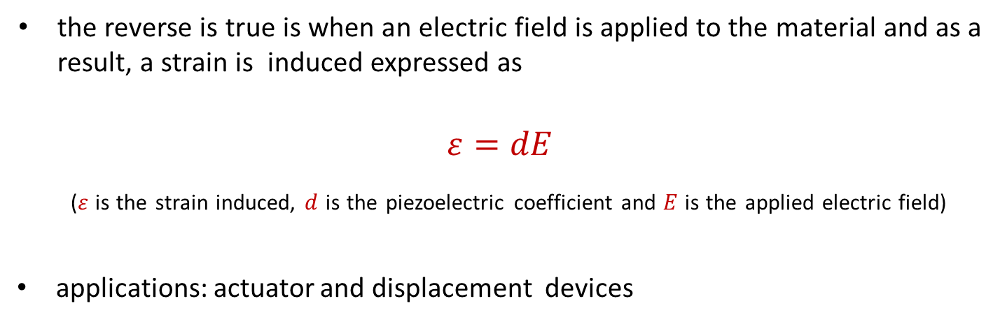 • the reverse is true is when an electric field is applied to the material and as a
result, a strain is induced expressed as
ε = dE
(ε is the strain induced, d is the piezoelectric coefficient and E is the applied electric field)
• applications: actuator and displacement devices